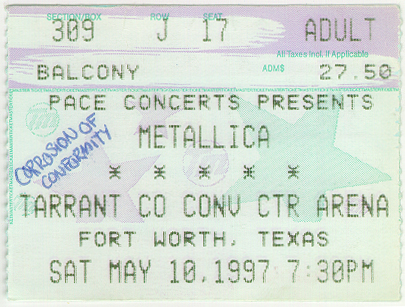 SECTION/BOX ROW SEAT
309 J 17 ADULT
All Taxes Incl. If Applicable
BALCONY ADM$ 27.50
PACE CONCERTS PRESENTS
CORROSION OF
CONFORMITY
METALLICA
* * * * *
TARRANT CO CONV CTR ARENA
FORT WORTH, TEXAS
SAT MAY 10,1997 7:30PM